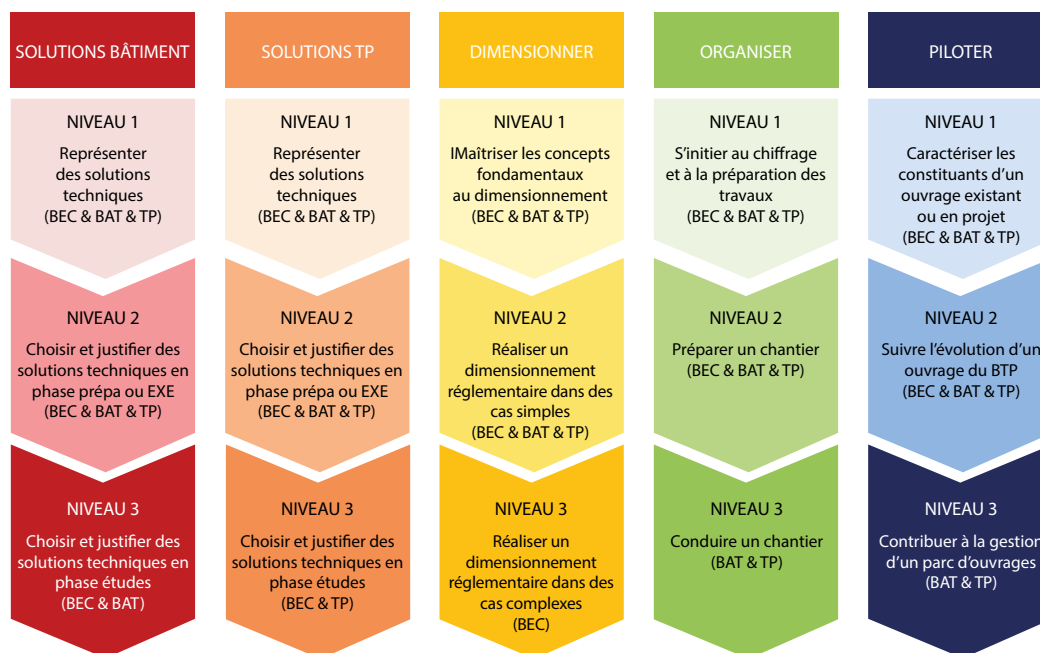 SOLUTIONS BÂTIMENT
NIVEAU 1
Représenter
des solutions
techniques
(BEC & BAT & TP)
NIVEAU 2
Choisir et justifier des
solutions techniques en
phase prépa ou EXE
(BEC & BAT & TP)
NIVEAU 3
Choisir et justifier des
solutions techniques en
phase études
(BEC & BAT)
SOLUTIONS TP
NIVEAU 1
Représenter
des solutions
techniques
(BEC & BAT & TP)
NIVEAU 2
Choisir et justifier des
solutions techniques en
phase prépa ou EXE
(BEC & BAT & TP)
NIVEAU 3
Choisir et justifier des
solutions techniques en
phase études
(BEC & TP)
DIMENSIONNER
NIVEAU 1
IMaîtriser les concepts
fondamentaux
au dimensionnement
(BEC & BAT & TP)
NIVEAU 2
Réaliser un
dimensionnement
réglementaire dans des
cas simples
(BEC & BAT & TP)
NIVEAU 3
Réaliser un
dimensionnement
réglementaire dans des
cas complexes
(BEC)
ORGANISER
NIVEAU 1
S'initier au chiffrage
et à la préparation des
travaux
(BEC & BAT & TP)
NIVEAU 2
Préparer un chantier
(BEC & BAT & TP)
NIVEAU 3
Conduire un chantier
(BAT & TP)
PILOTER
NIVEAU 1
Caractériser les
constituants d'un
ouvrage existant
ou en projet
(BEC & BAT & TP)
NIVEAU 2
Suivre l'évolution d'un
ouvrage du BTP
(BEC & BAT & TP)
NIVEAU 3
Contribuer à la gestion
d'un parc d'ouvrages
(BAT & TP)